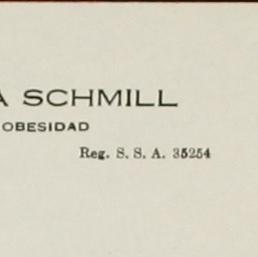 A SCHMILL
OBESIDAD
Reg. S. S. A. 35254